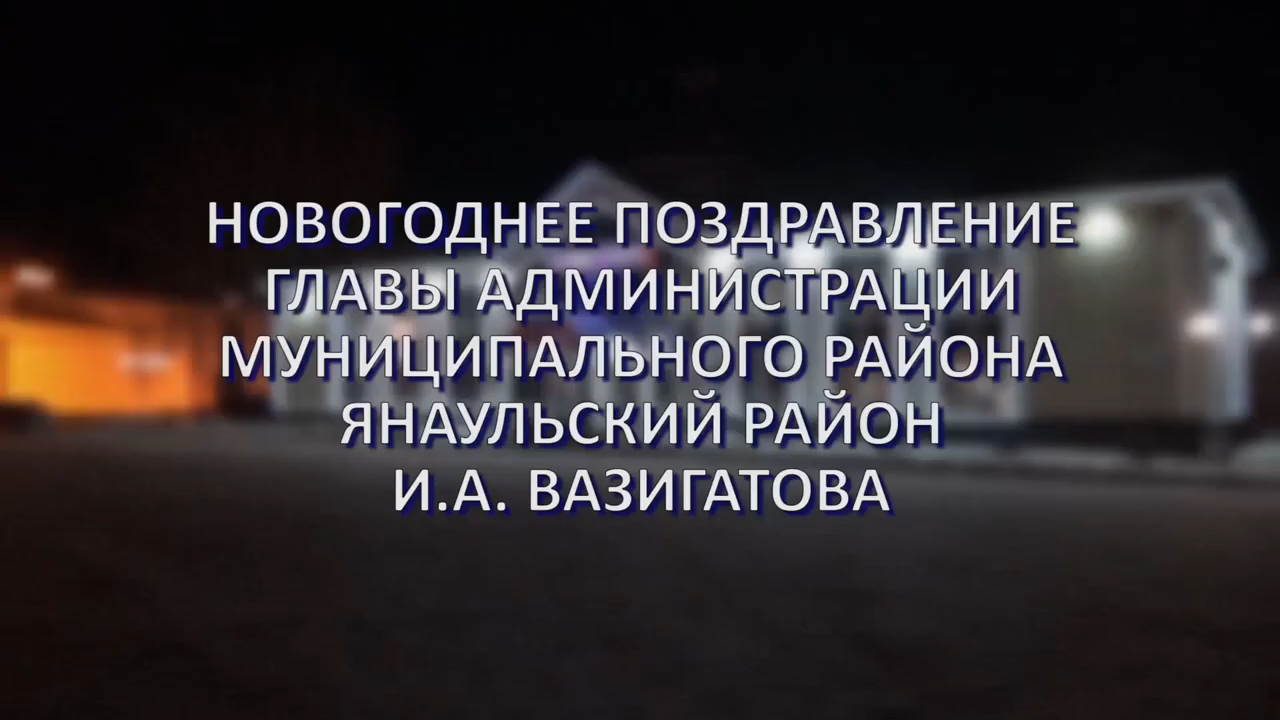 НОВОГОДНЕЕ ПОЗДРАВЛЕНИЕ
ГЛАВЫ АДМИНИСТРАЦИИ
МУНИЦИПАЛЬНОГО РАЙОНА
ЯНАУЛЬСКИЙ РАЙОН
И.А. ВАЗИГАТОВА